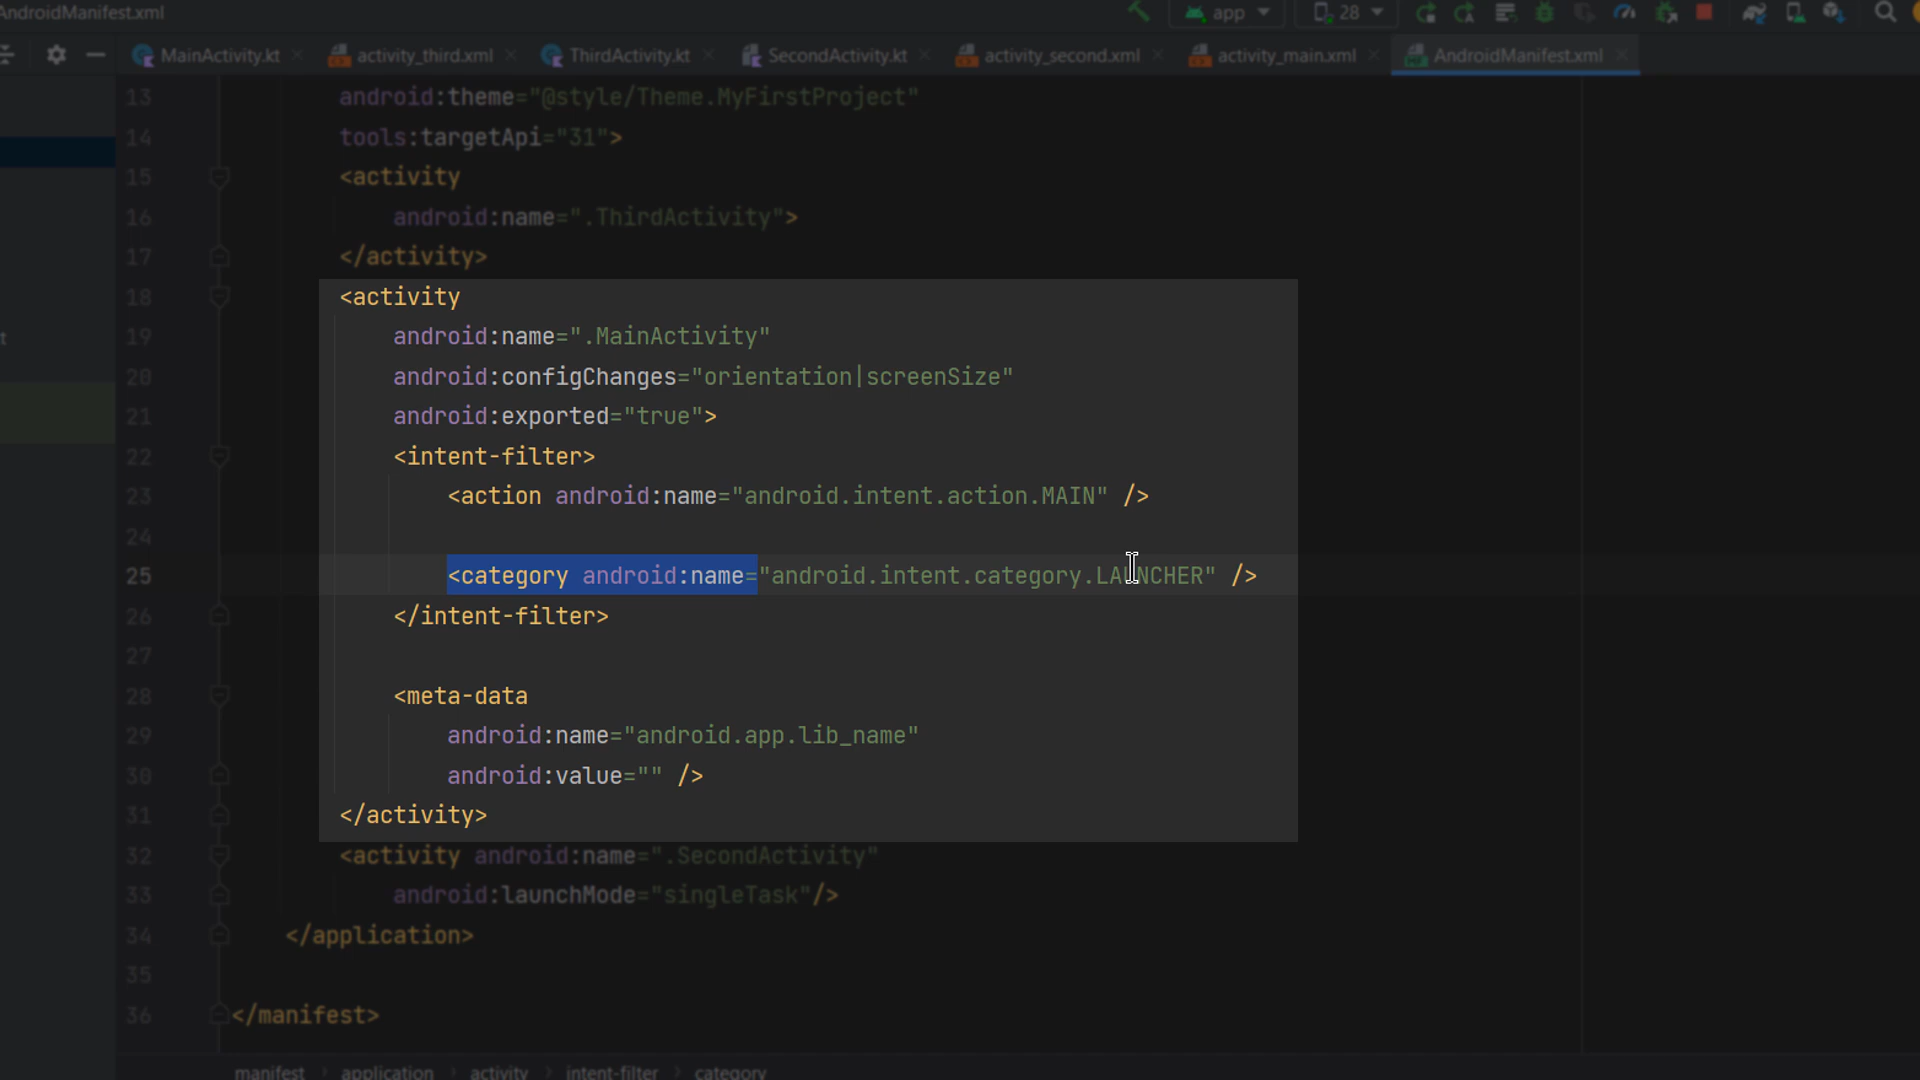 AndroidManifest.xml
app 28
MainActivity.kt activity_third.xml ThirdActivity.kt SecondActivity.kt activity_second.xml activity_main.xml AndroidManifest.xml
13 android:theme="@style/Theme.MyFirstProject"
14 tools:targetApi="31">
15 <activity
16 android:name=".ThirdActivity">
17 </activity>
18 <activity
19 android:name=".MainActivity"
20 android:configChanges="orientation|screenSize"
21 android:exported="true">
22 <intent-filter>
23 <action android:name="android.intent.action.MAIN" />
24
25 <category android:name="android.intent.category.LAUNCHER" />
26 </intent-filter>
27
28 <meta-data
29 android:name="android.app.lib_name"
30 android:value="" />
31 </activity>
32 <activity android:name=".SecondActivity"
33 android:launchMode="singleTask"/>
34 </application>
35
36 </manifest>
manifest › application › activity › intent-filter › category